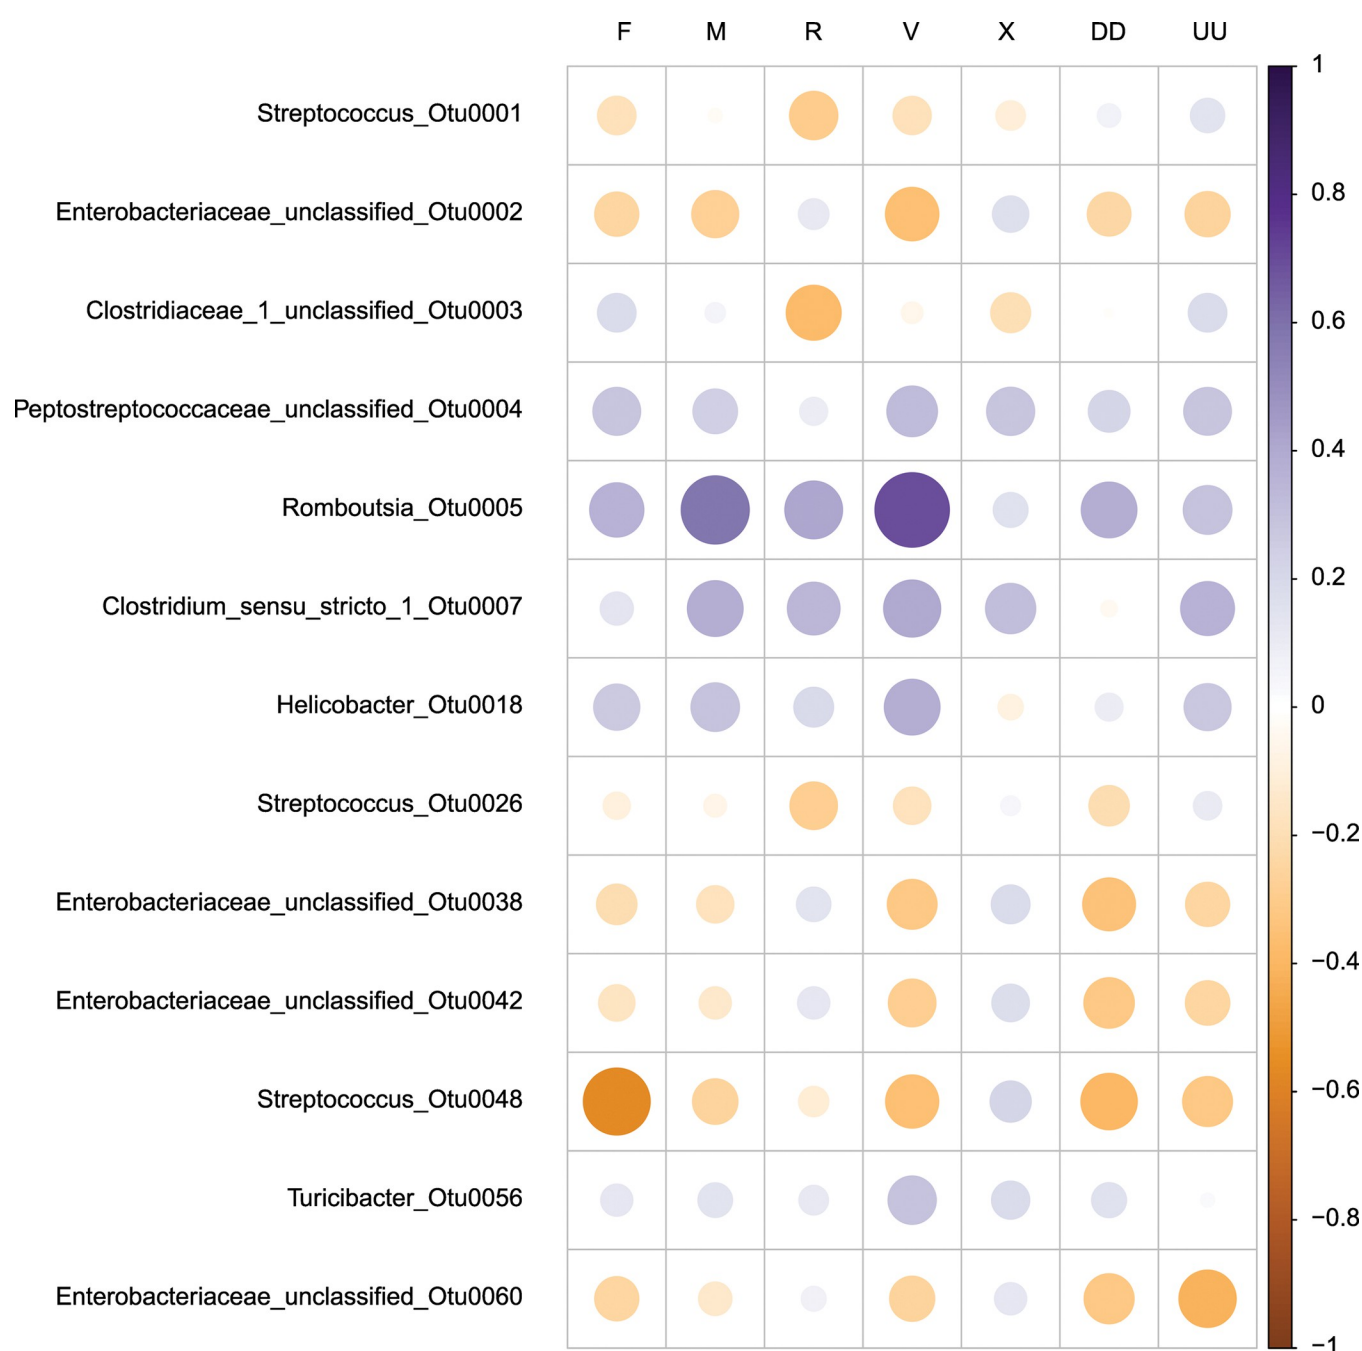 F M R V X DD UU
1
Streptococcus_Otu0001
0.8
Enterobacteriaceae_unclassified_Otu0002
Clostridiaceae_1_unclassified_Otu0003
0.6
Peptostreptococcaceae_unclassified_Otu0004
0.4
Romboutsia_Otu0005
0.2
Clostridium_sensu_stricto_1_Otu0007
Helicobacter_Otu0018
0
Streptococcus_Otu0026
−0.2
Enterobacteriaceae_unclassified_Otu0038
−0.4
Enterobacteriaceae_unclassified_Otu0042
−0.6
Streptococcus_Otu0048
Turicibacter_Otu0056
−0.8
Enterobacteriaceae_unclassified_Otu0060
−1